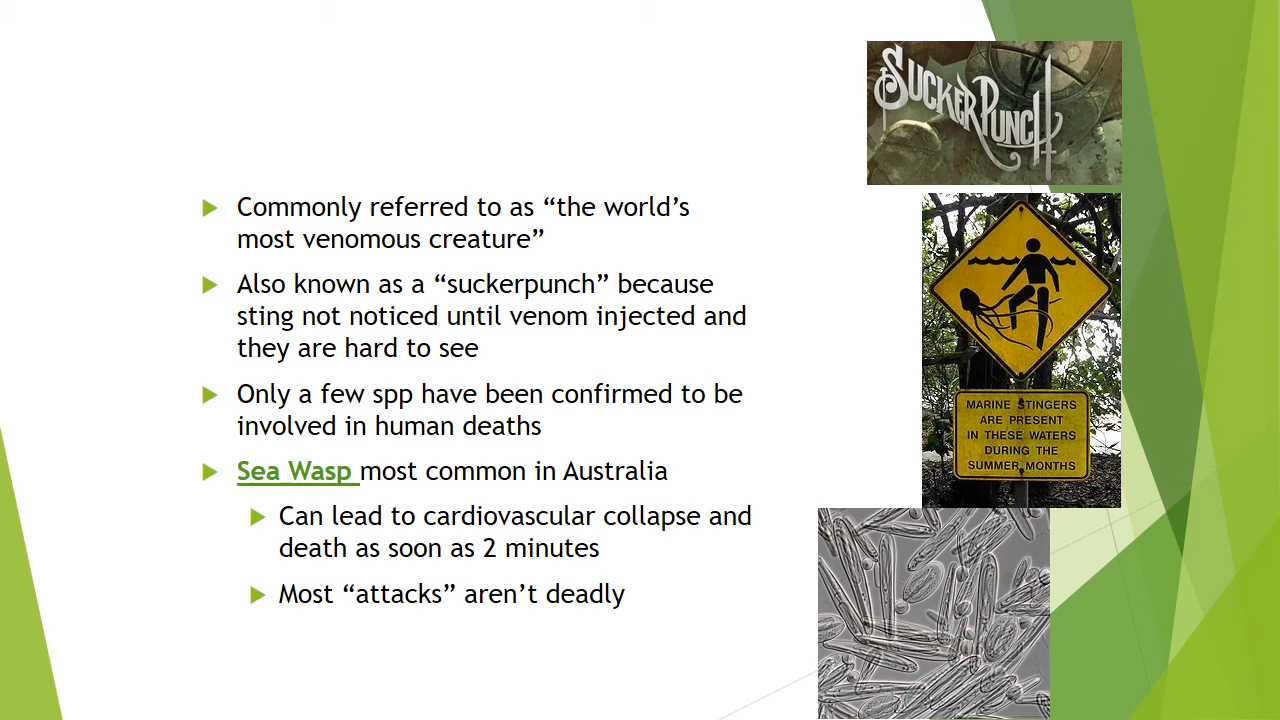 SUCKER PUNCH
Commonly referred to as “the world’s
most venomous creature”
Also known as a “suckerpunch” because
sting not noticed until venom injected and
they are hard to see
Only a few spp have been confirmed to be
involved in human deaths
Sea Wasp most common in Australia
Can lead to cardiovascular collapse and
death as soon as 2 minutes
Most “attacks” aren’t deadly
MARINE STINGERS
ARE PRESENT
IN THESE WATERS
DURING THE
SUMMER MONTHS